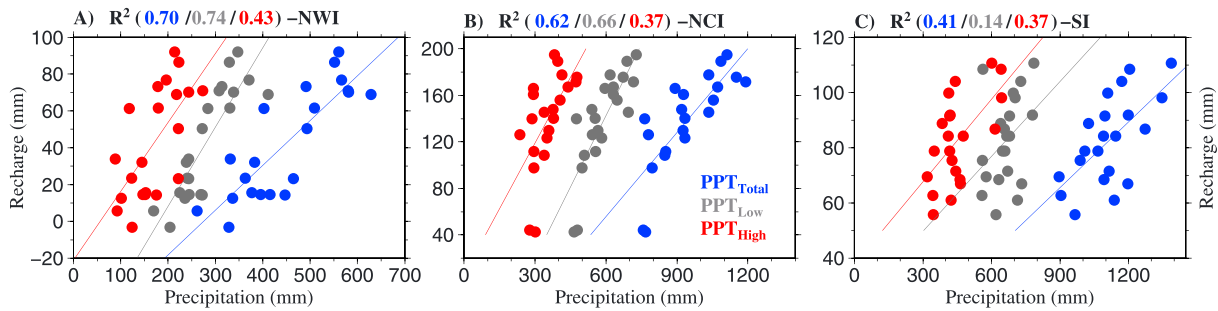 A) R² (0.70 /0.74 / 0.43) –NWI
B) R² (0.62 /0.66 / 0.37) –NCI
C) R² (0.41 / 0.14 / 0.37) –SI
Recharge (mm)
100
80
60
40
20
0
−20
0 100 200 300 400 500 600 700
Precipitation (mm)
200
160
120
80
40
0 300 600 900 1200
Precipitation (mm)
PPTTotal
PPTLow
PPTHigh
120
100
80
60
40
0 300 600 900 1200
Precipitation (mm)
Recharge (mm)